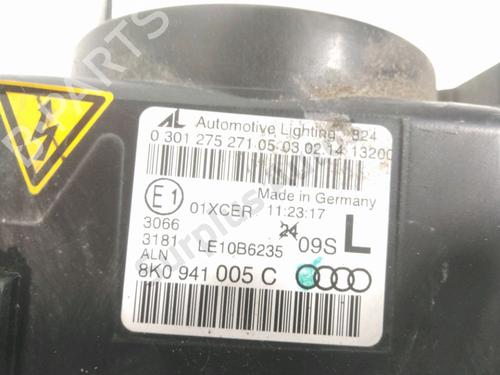 AL Automotive Lighting 824
0 301 275 271 05 03 02 14 13200
E1 01XCER Made in Germany
11:23:17
3066
3181 LE10B6235 24 09S L
ALN
8K0 941 005 C
B-PARTS
surplus